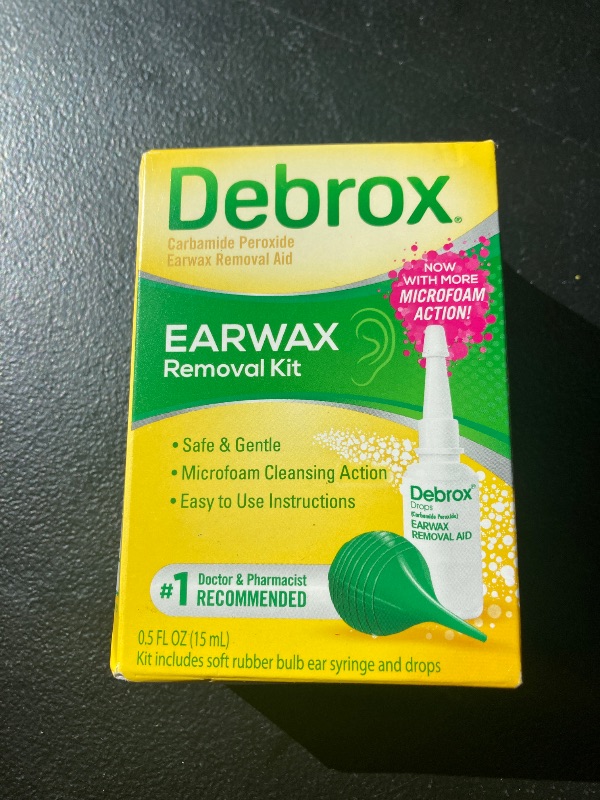 Debrox®
Carbamide Peroxide
Earwax Removal Aid
NOW
WITH MORE
MICROFOAM
ACTION!
EARWAX
Removal Kit
• Safe & Gentle
• Microfoam Cleansing Action
• Easy to Use Instructions
Debrox®
Drops
(Carbamide Peroxide)
EARWAX
REMOVAL AID
#1 Doctor & Pharmacist
RECOMMENDED
0.5 FL OZ (15 mL)
Kit includes soft rubber bulb ear syringe and drops